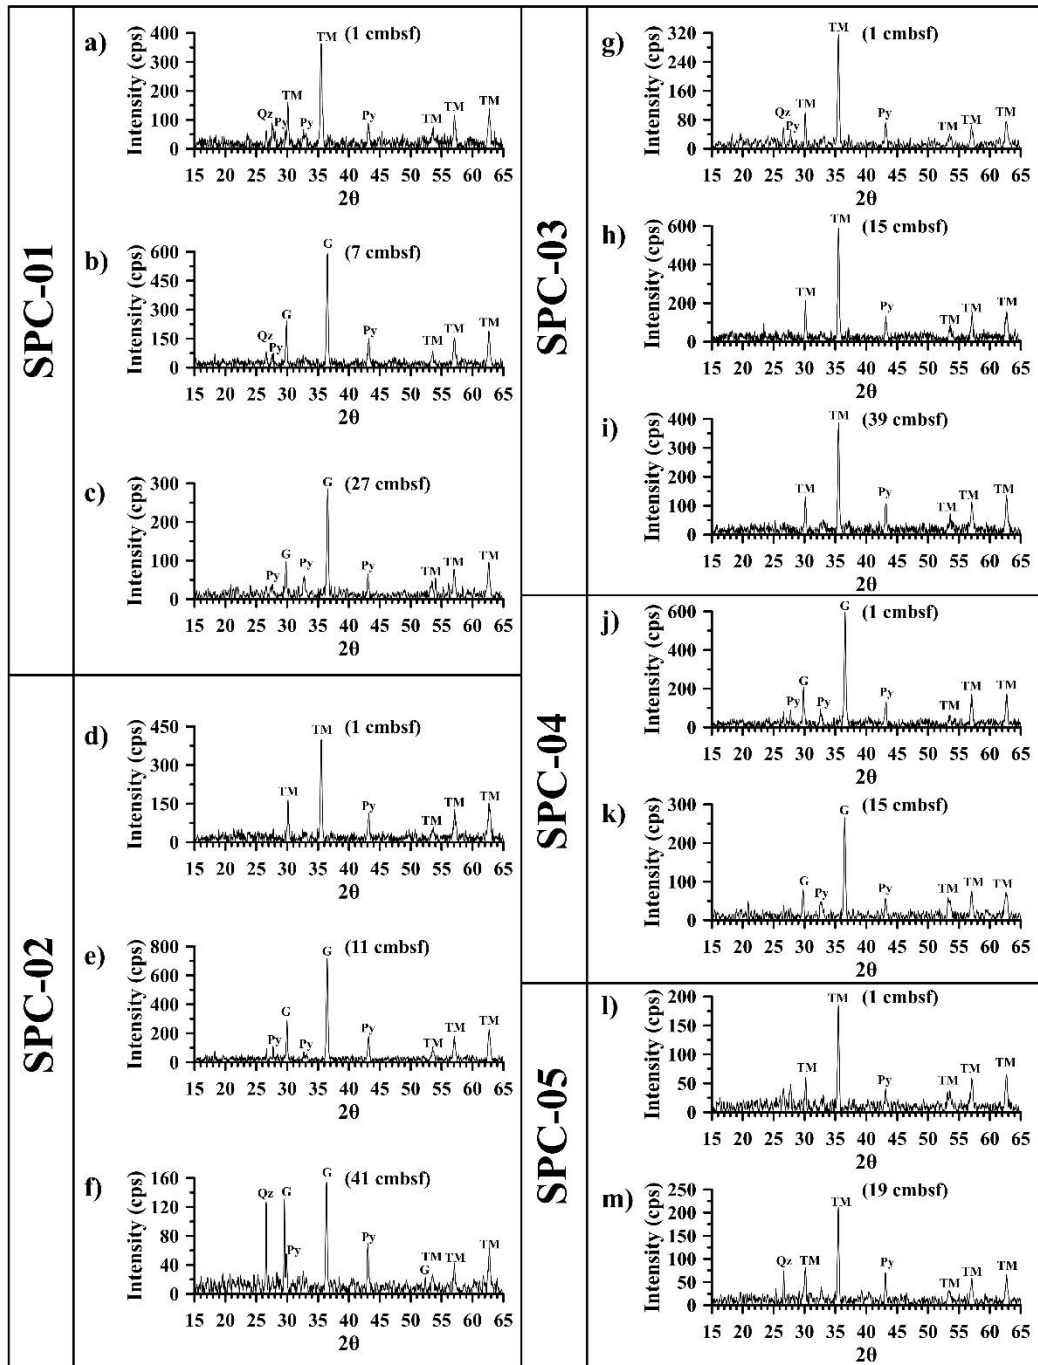 SPC-01
a)
(1 cmbsf)
Intensity (cps)
400
300
200
100
0
Qz Py TM Py TM Py TM TM TM
15 20 25 30 35 40 45 50 55 60 65
2θ
b)
(7 cmbsf)
Intensity (cps)
600
450
300
150
0
Qz Py G G Py TM TM TM
15 20 25 30 35 40 45 50 55 60 65
2θ
c)
(27 cmbsf)
Intensity (cps)
300
200
100
0
Py G Py G Py TM TM TM
15 20 25 30 35 40 45 50 55 60 65
2θ
SPC-02
d)
(1 cmbsf)
Intensity (cps)
450
300
150
0
TM TM Py TM TM TM
15 20 25 30 35 40 45 50 55 60 65
2θ
e)
(11 cmbsf)
Intensity (cps)
800
600
400
200
0
Py G Py G Py TM TM TM
15 20 25 30 35 40 45 50 55 60 65
2θ
f)
(41 cmbsf)
Intensity (cps)
160
120
80
40
0
Qz G Py G Py G TM TM TM
15 20 25 30 35 40 45 50 55 60 65
2θ
SPC-03
g)
(1 cmbsf)
Intensity (cps)
320
240
160
80
0
Qz Py TM TM Py TM TM TM
15 20 25 30 35 40 45 50 55 60 65
2θ
h)
(15 cmbsf)
Intensity (cps)
600
400
200
0
TM TM Py TM TM TM
15 20 25 30 35 40 45 50 55 60 65
2θ
i)
(39 cmbsf)
Intensity (cps)
400
300
200
100
0
TM TM Py TM TM TM
15 20 25 30 35 40 45 50 55 60 65
2θ
SPC-04
j)
(1 cmbsf)
Intensity (cps)
600
400
200
0
Py G Py G Py TM TM TM
15 20 25 30 35 40 45 50 55 60 65
2θ
k)
(15 cmbsf)
Intensity (cps)
300
200
100
0
G Py G Py TM TM TM
15 20 25 30 35 40 45 50 55 60 65
2θ
SPC-05
l)
(1 cmbsf)
Intensity (cps)
200
150
100
50
0
TM TM Py TM TM TM
15 20 25 30 35 40 45 50 55 60 65
2θ
m)
(19 cmbsf)
Intensity (cps)
250
200
150
100
50
0
Qz TM TM Py TM TM TM
15 20 25 30 35 40 45 50 55 60 65
2θ